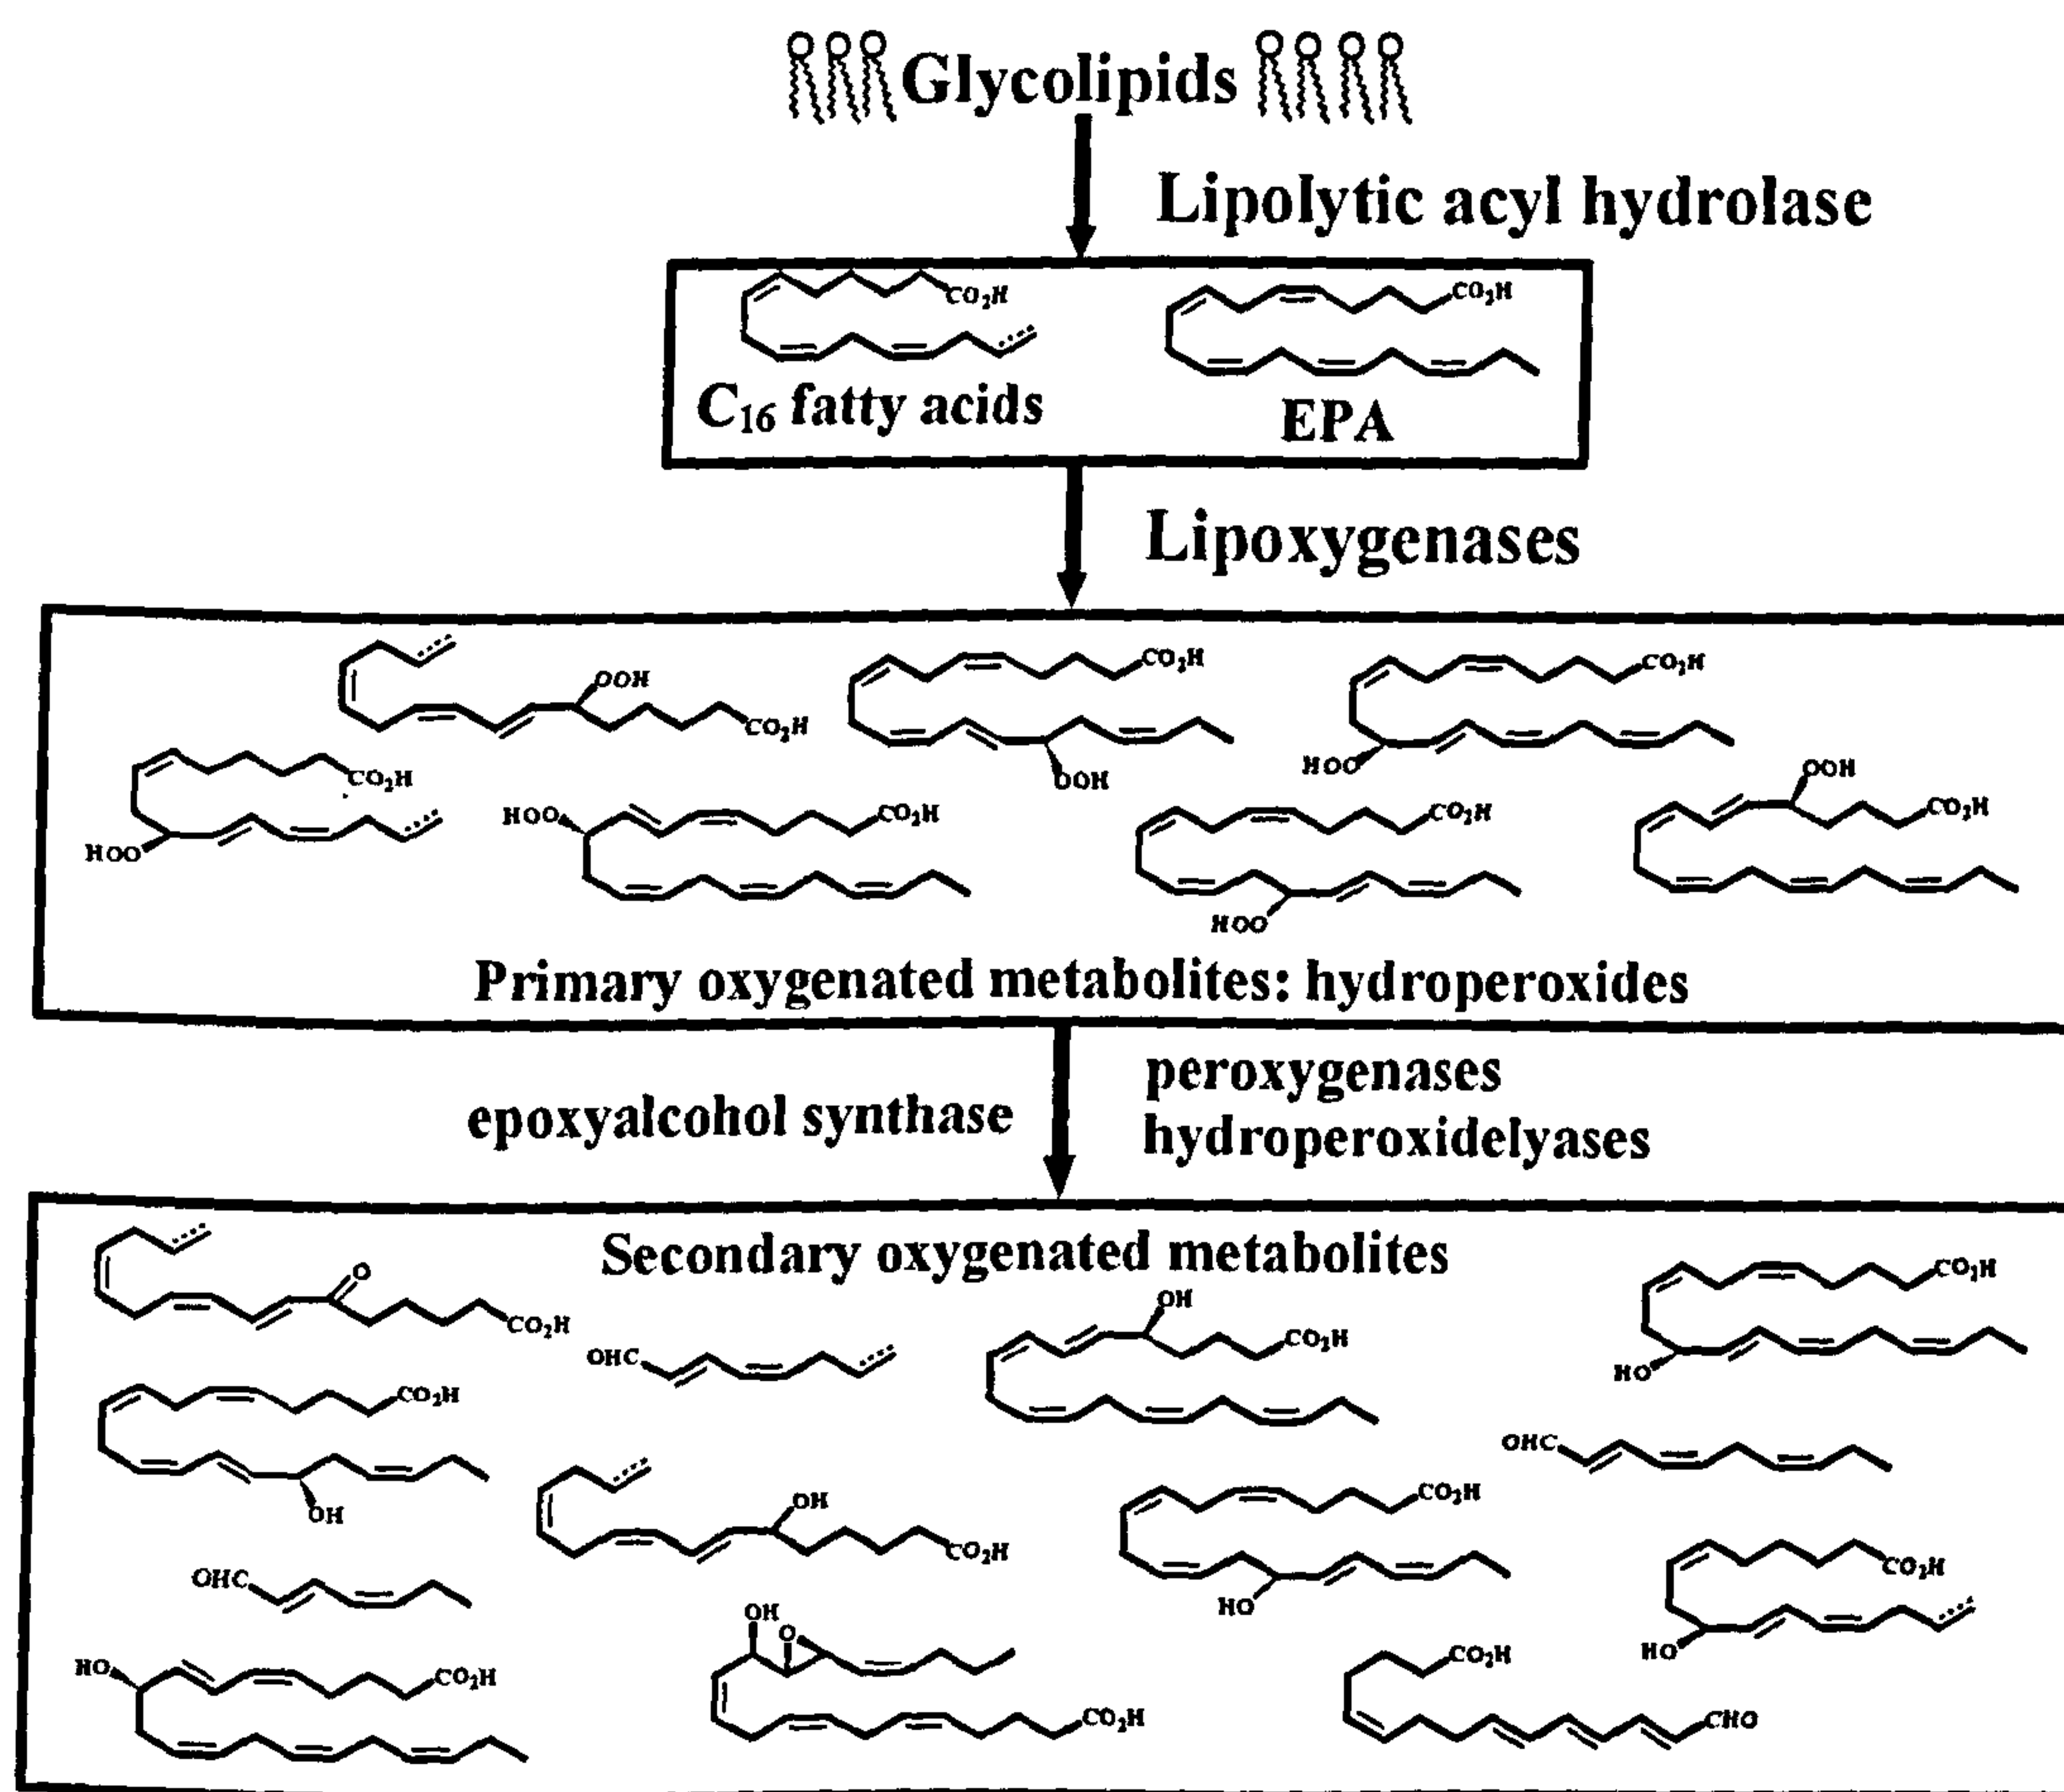 Glycolipids
Lipolytic acyl hydrolase
CO₂H
CO₂H
C₁₆ fatty acids
EPA
Lipoxygenases
OOH
CO₂H
CO₂H
OOH
CO₂H
HOO
CO₂H
HOO
HOO
CO₂H
CO₂H
HOO
OOH
CO₂H
Primary oxygenated metabolites: hydroperoxides
epoxyalcohol synthase
peroxygenases
hydroperoxidelyases
Secondary oxygenated metabolites
O
CO₂H
OHC
OH
CO₂H
CO₂H
HO
CO₂H
OH
OHC
OH
CO₂H
CO₂H
HO
CO₂H
HO
OHC
HO
CO₂H
OH
O
CO₂H
CO₂H
CHO